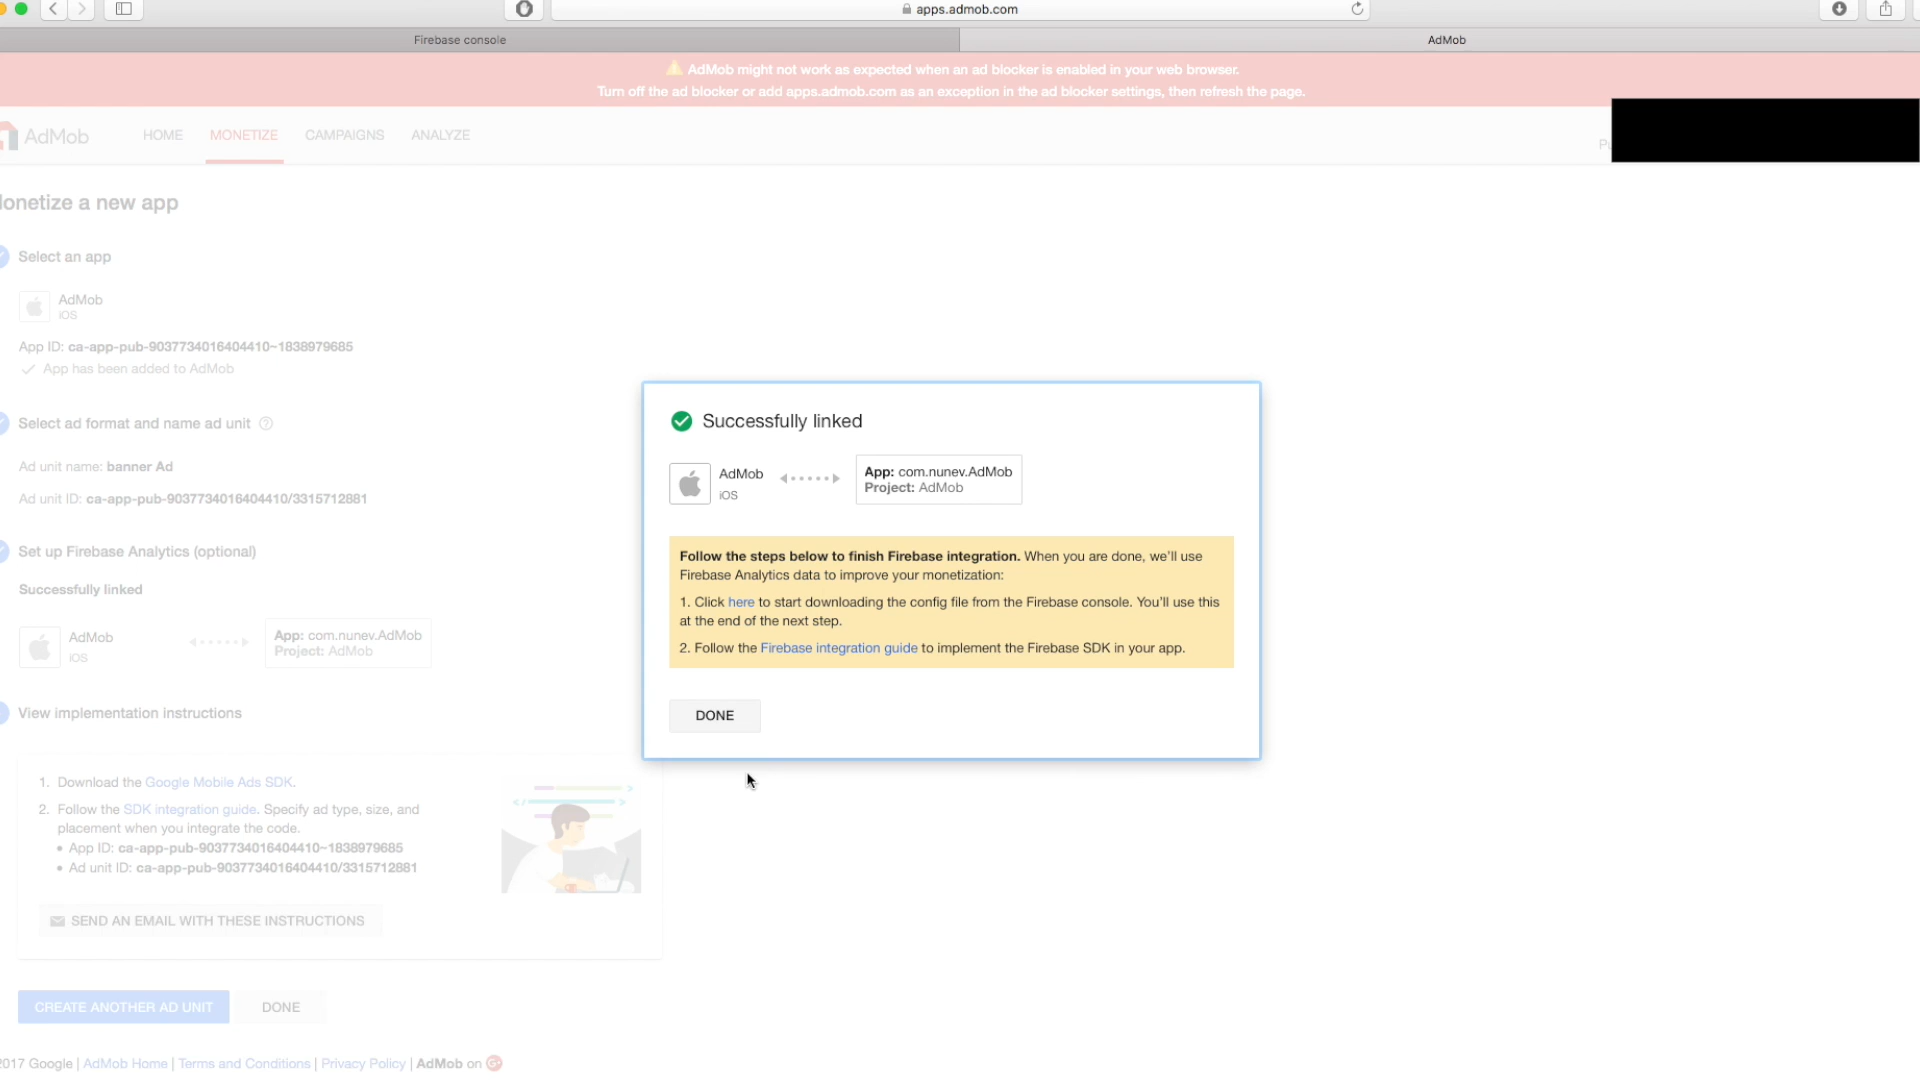 apps.admob.com
Firebase console
AdMob
AdMob might not work as expected when an ad blocker is enabled in your web browser.
Turn off the ad blocker or add apps.admob.com as an exception in the ad blocker settings, then refresh the page.
AdMob
HOME
MONETIZE
CAMPAIGNS
ANALYZE
onetize a new app
Select an app
AdMob
iOS
App ID: ca-app-pub-9037734016404410~1838979685
App has been added to AdMob
Select ad format and name ad unit
Ad unit name: banner Ad
Ad unit ID: ca-app-pub-9037734016404410/3315712881
Set up Firebase Analytics (optional)
Successfully linked
AdMob
iOS
App: com.nunev.AdMob
Project: AdMob
View implementation instructions
1. Download the Google Mobile Ads SDK.
2. Follow the SDK integration guide. Specify ad type, size, and
placement when you integrate the code.
• App ID: ca-app-pub-9037734016404410~1838979685
• Ad unit ID: ca-app-pub-9037734016404410/3315712881
SEND AN EMAIL WITH THESE INSTRUCTIONS
CREATE ANOTHER AD UNIT
DONE
2017 Google | AdMob Home | Terms and Conditions | Privacy Policy | AdMob on G+
Successfully linked
AdMob
iOS
App: com.nunev.AdMob
Project: AdMob
Follow the steps below to finish Firebase integration. When you are done, we'll use
Firebase Analytics data to improve your monetization:
1. Click here to start downloading the config file from the Firebase console. You'll use this
at the end of the next step.
2. Follow the Firebase integration guide to implement the Firebase SDK in your app.
DONE